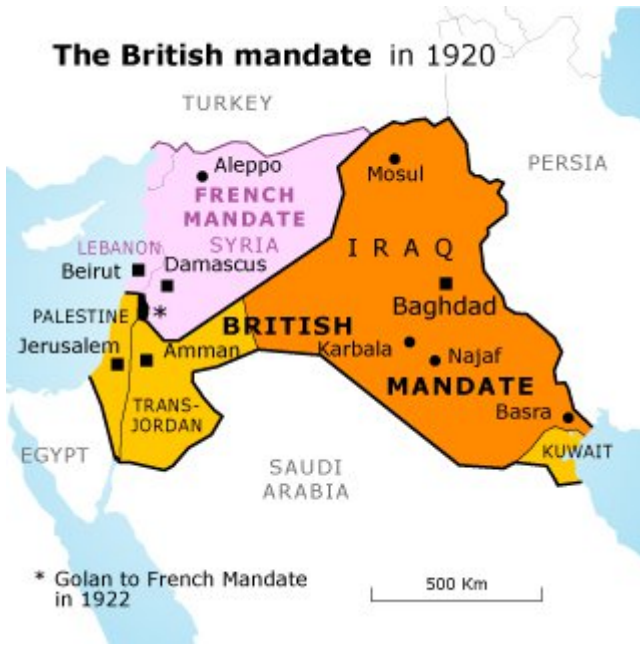 The British mandate in 1920
TURKEY
PERSIA
Aleppo
Mosul
FRENCH
MANDATE
SYRIA
IRAQ
LEBANON
Beirut
Damascus
Baghdad
PALESTINE
*
BRITISH
Jerusalem
Amman
Karbala
Najaf
MANDATE
TRANS-
JORDAN
Basra
EGYPT
KUWAIT
SAUDI
ARABIA
* Golan to French Mandate
in 1922
500 Km